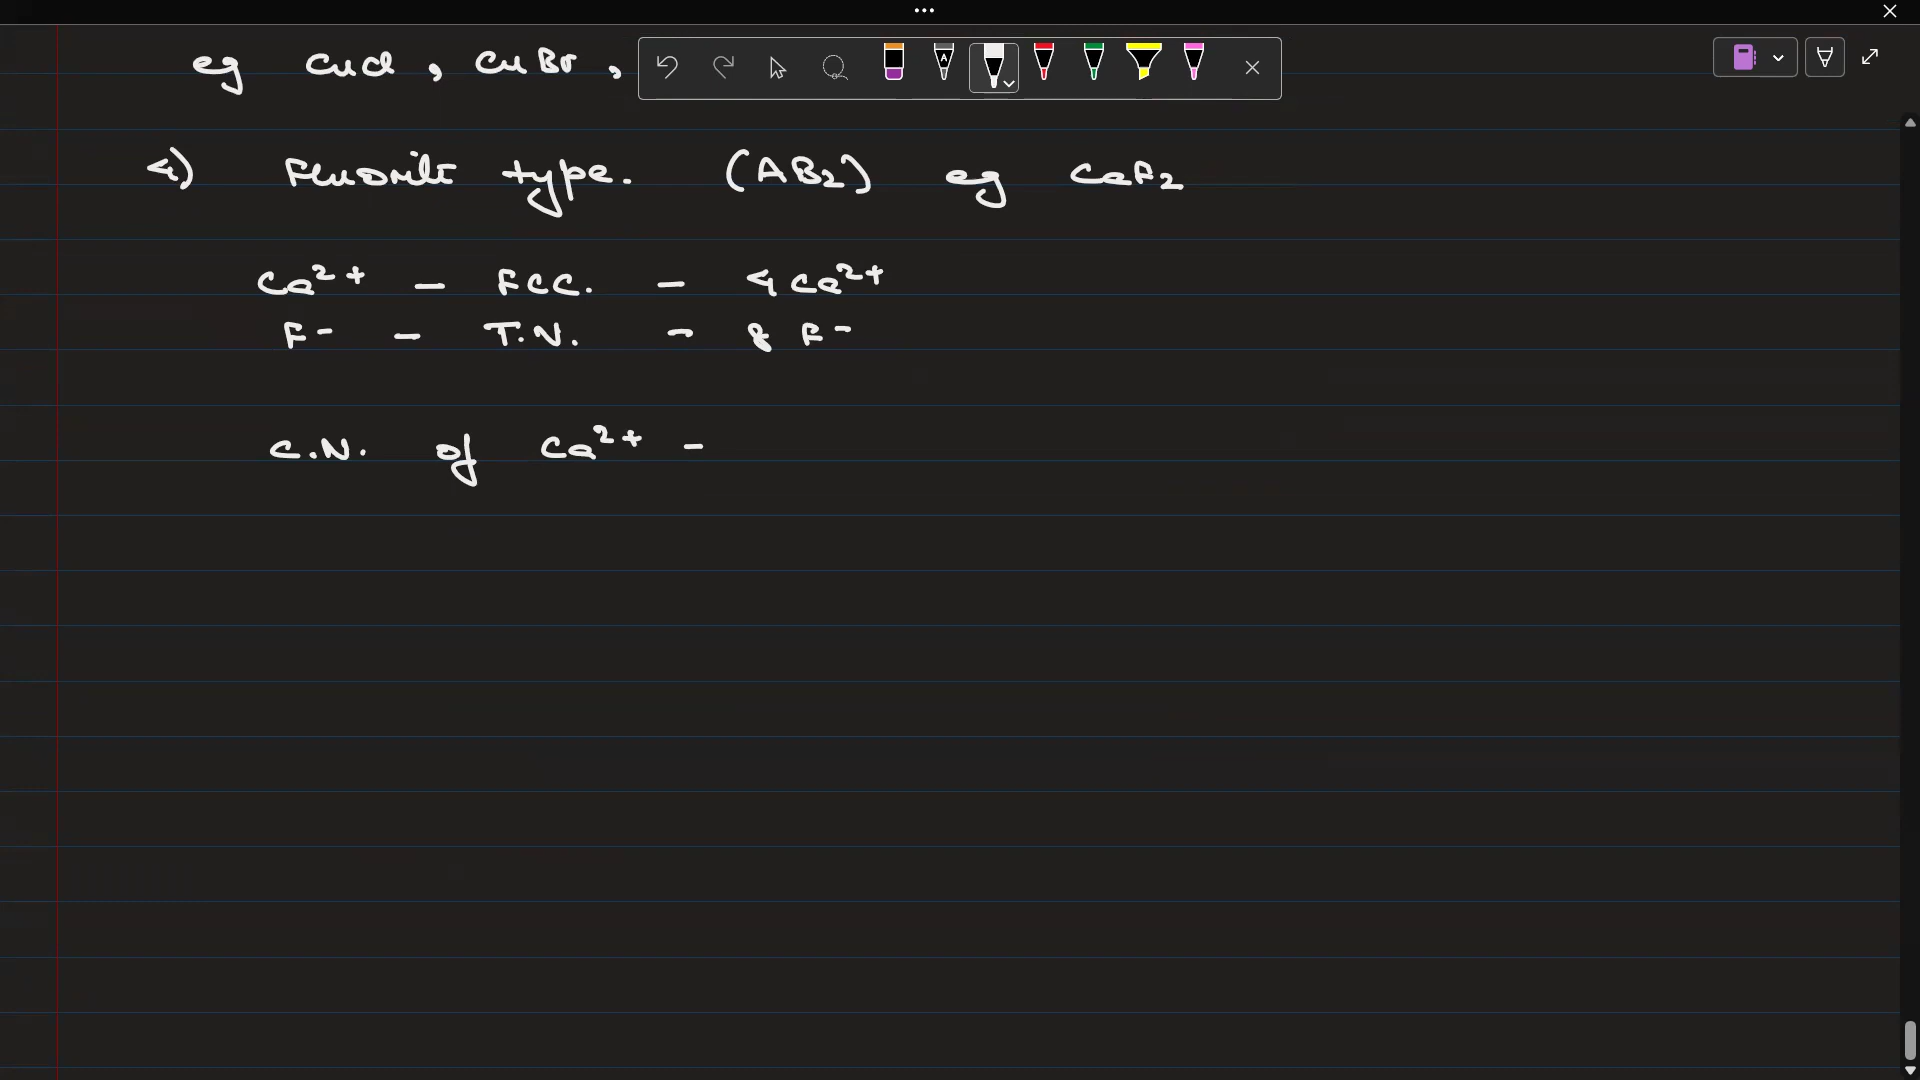 eg CuCl, CuBr,
4) Fluorite type. (AB2) eg CaF2
Ca2+ - FCC. - 4 Ca2+
F- - T.V. - 8 F-
C.N. of Ca2+ -